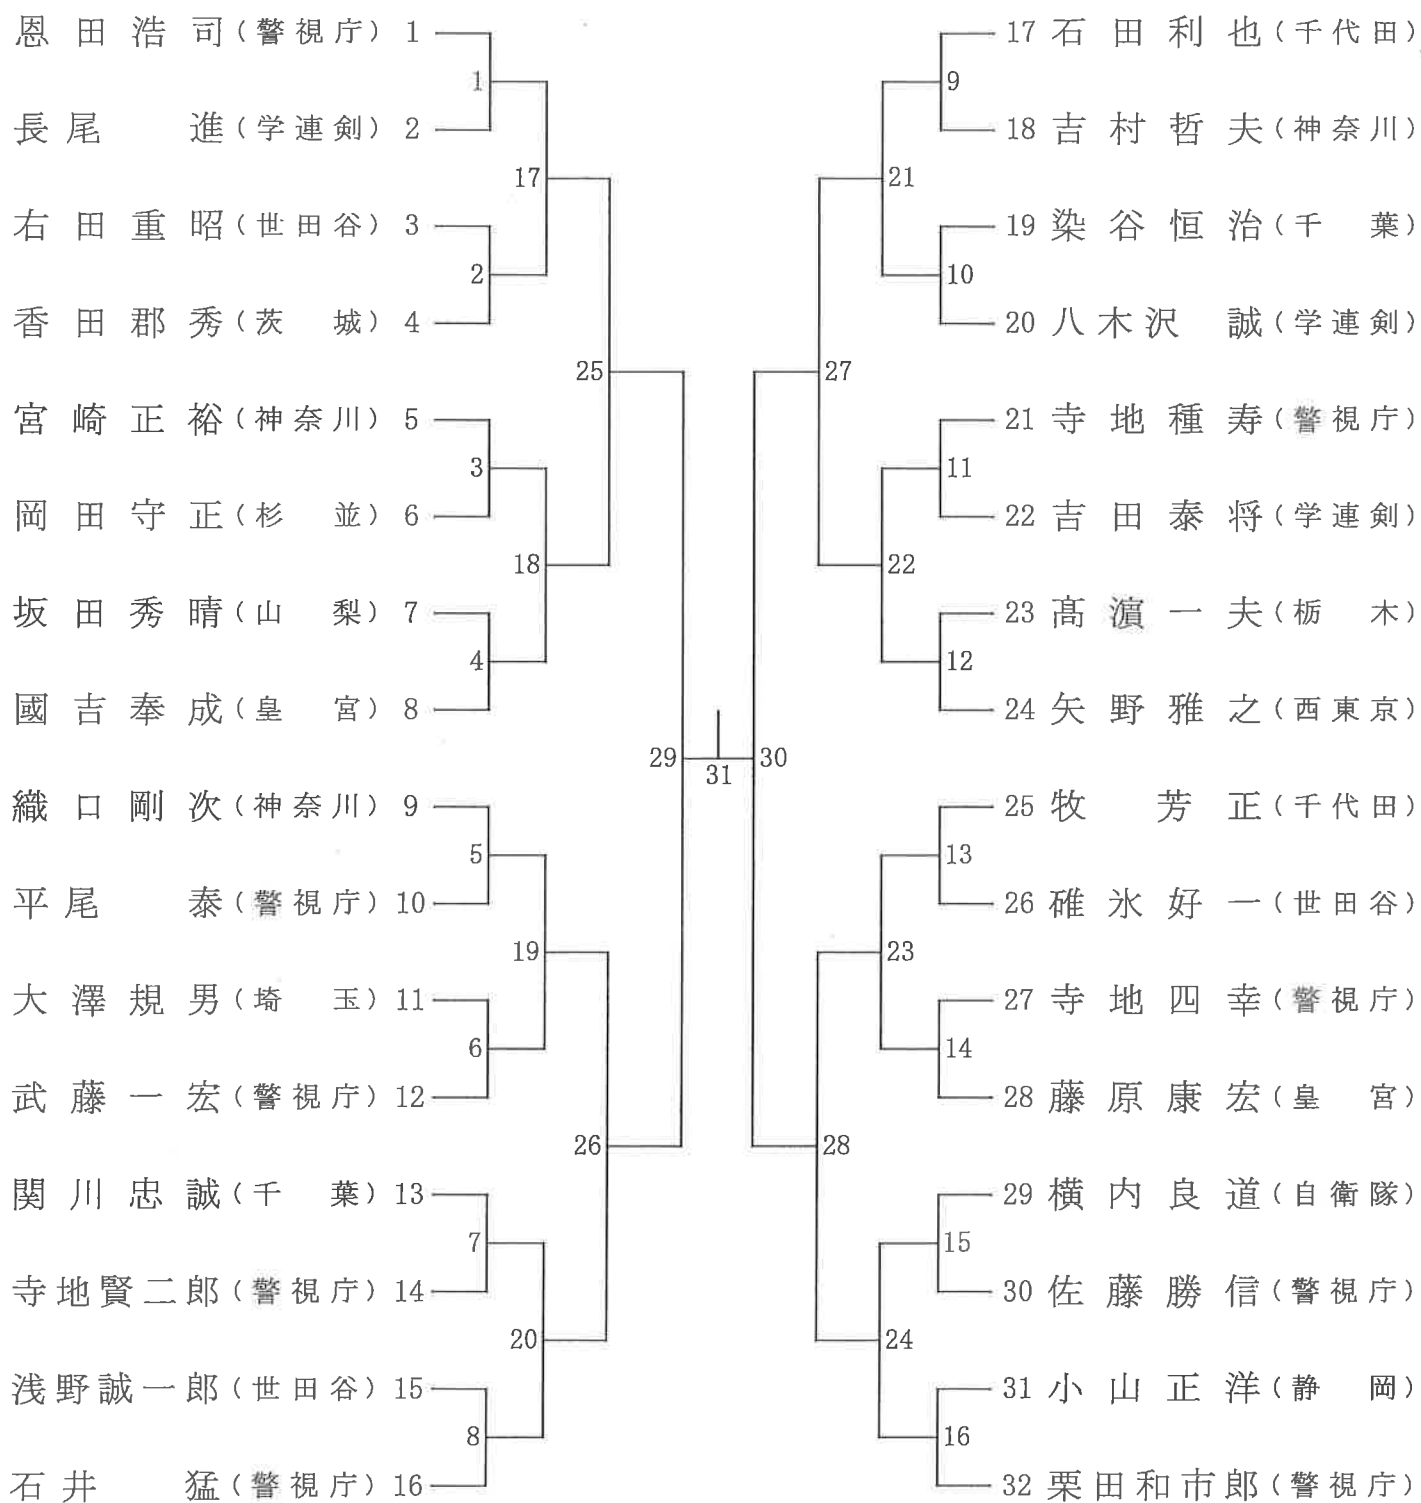 恩田浩司(警視庁) 1
長尾進(学連剣) 2
右田重昭(世田谷) 3
香田郡秀(茨城) 4
宮崎正裕(神奈川) 5
岡田守正(杉並) 6
坂田秀晴(山梨) 7
國吉奉成(皇宮) 8
織口剛次(神奈川) 9
平尾泰(警視庁) 10
大澤規男(埼玉) 11
武藤一宏(警視庁) 12
関川忠誠(千葉) 13
寺地賢二郎(警視庁) 14
浅野誠一郎(世田谷) 15
石井猛(警視庁) 16
1
2
3
4
5
6
7
8
17
18
19
20
25
26
29
31
30
27
28
21
22
23
24
9
10
11
12
13
14
15
16
17 石田利也(千代田)
18 吉村哲夫(神奈川)
19 染谷恒治(千葉)
20 八木沢誠(学連剣)
21 寺地種寿(警視庁)
22 吉田泰将(学連剣)
23 髙濵一夫(栃木)
24 矢野雅之(西東京)
25 牧芳正(千代田)
26 碓氷好一(世田谷)
27 寺地四幸(警視庁)
28 藤原康宏(皇宮)
29 横内良道(自衛隊)
30 佐藤勝信(警視庁)
31 小山正洋(静岡)
32 栗田和市郎(警視庁)